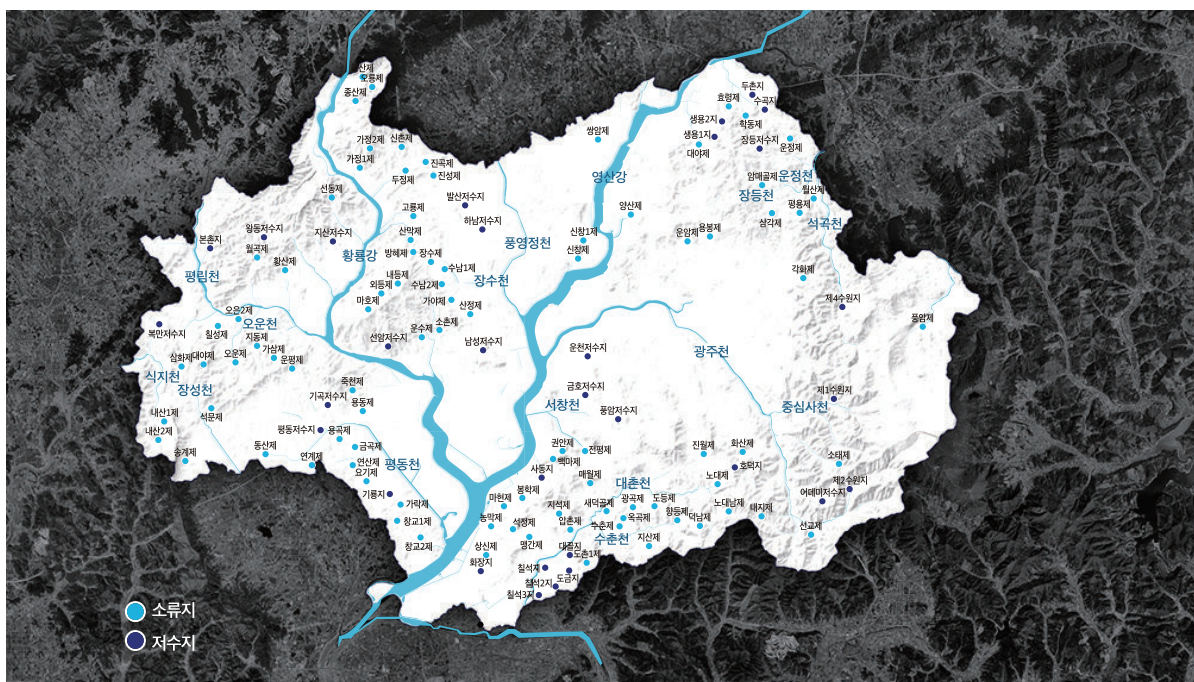 산제
오룡제
종산제
두촌지
효령제
수곡지
생용2지
학동제
쌍암제
가정2제
신촌제
생용1지
장등저수지
운정제
대야제
가정1제
진곡제
두정제
진성제
영산강
암매골제
운정천
선동제
발산저수지
장등천
월산제
고룡제
양산제
평용제
하남저수지
삼각제
석곡천
왕동저수지
지산저수지
산막제
신창1제
운암제
용봉제
본촌지
풍영정천
월곡제
황룡강
방혜제
장수제
신창제
황산제
수남1제
각화제
평림천
내동제
외등제
수남2제
장수천
마호제
가야제
산정제
제4수원지
오운2제
오운천
소촌제
풍암제
복만저수지
칠성제
지동제
운수제
선암저수지
남성저수지
운천저수지
광주천
삼화제
대야제
오운제
가삼제
운평제
식지천
장성천
죽천제
금호저수지
제1수원지
기곡저수지
용동제
서창천
풍암저수지
중심사천
내산1제
석문제
내산2제
평동저수지
용곡제
송계제
동산제
금곡제
권안제
전평제
진월제
화산제
연계제
연산제
평동천
백마제
소태제
요기제
사동지
매월제
노대제
호덕지
대촌천
제2수원지
기룡지
봉학제
마현제
새덕골제
광곡제
도동제
어데미저수지
가락제
지석제
노대남제
태지제
창교1제
농막제
석정제
압촌제
수춘제
옥곡제
향등제
덕남제
선교제
수춘천
맹간제
지산제
창교2제
상신제
대골지
도촌1제
화장지
칠석지
도금지
칠석2지
칠석3지
소류지
저수지